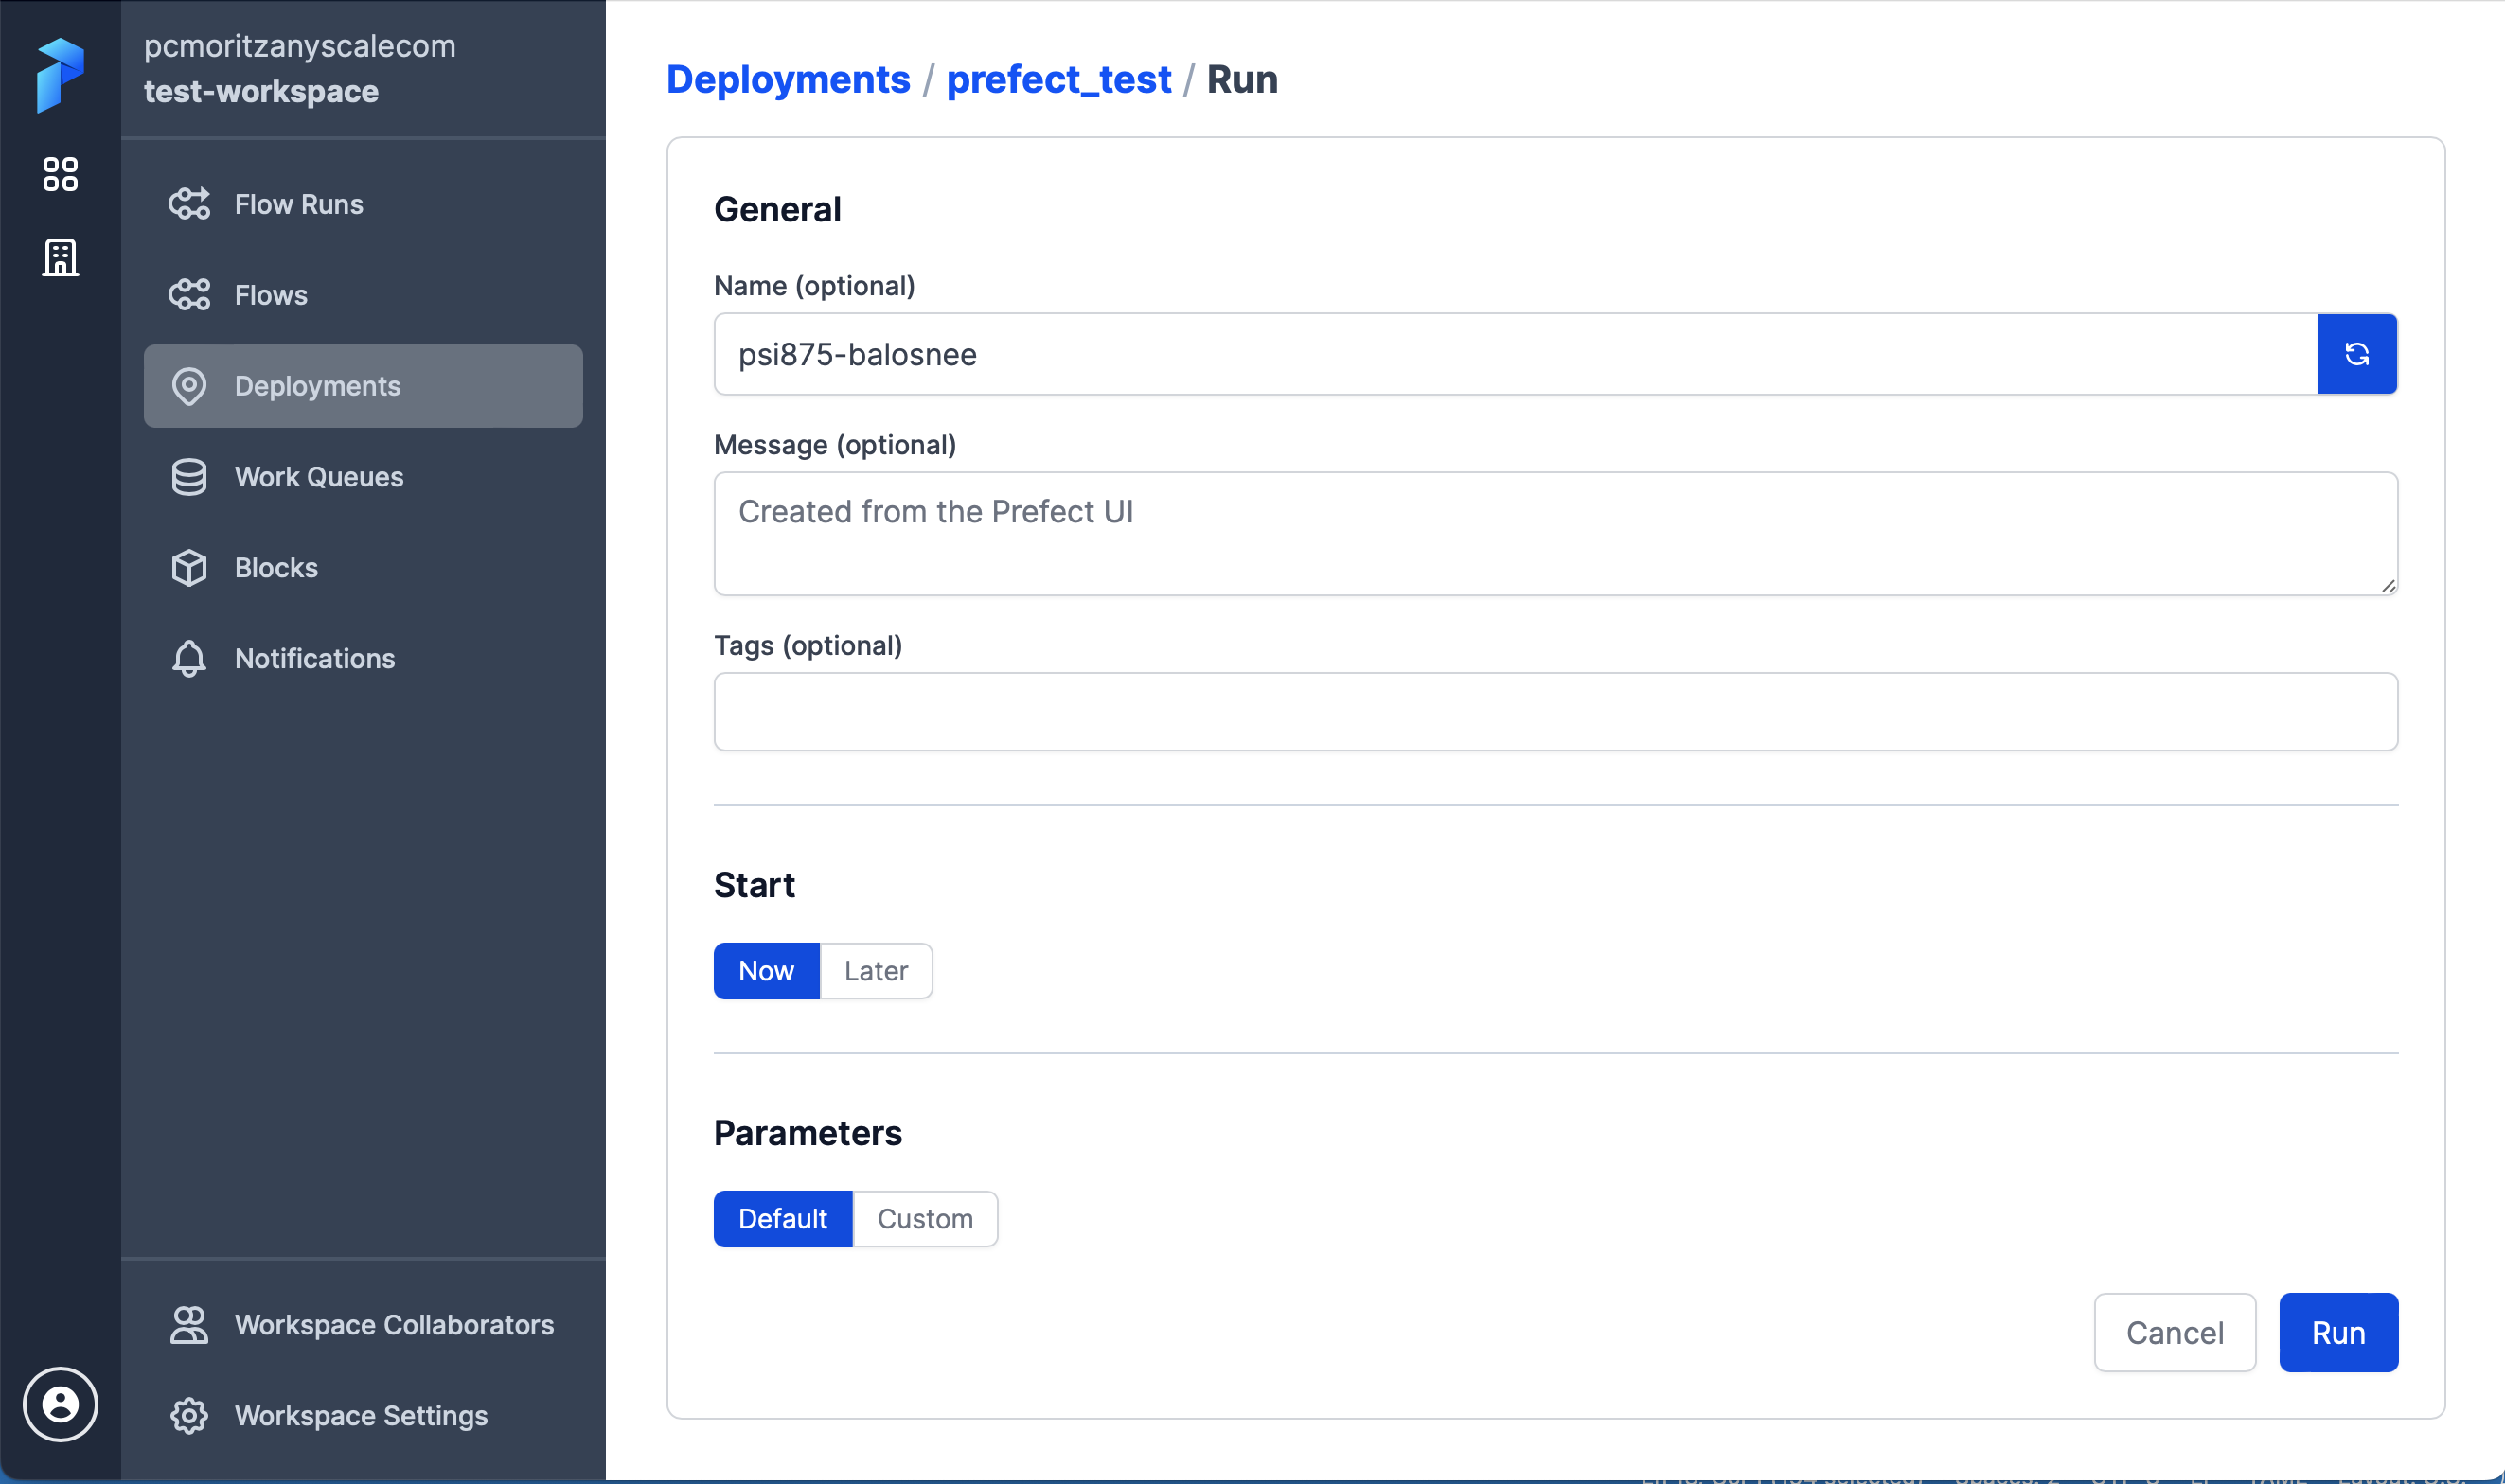 pcmoritzanyscalecom
test-workspace
Flow Runs
Flows
Deployments
Work Queues
Blocks
Notifications
Workspace Collaborators
Workspace Settings
Deployments / prefect_test / Run
General
Name (optional)
psi875-balosnee
Message (optional)
Created from the Prefect UI
Tags (optional)
Start
Now Later
Parameters
Default Custom
Cancel Run